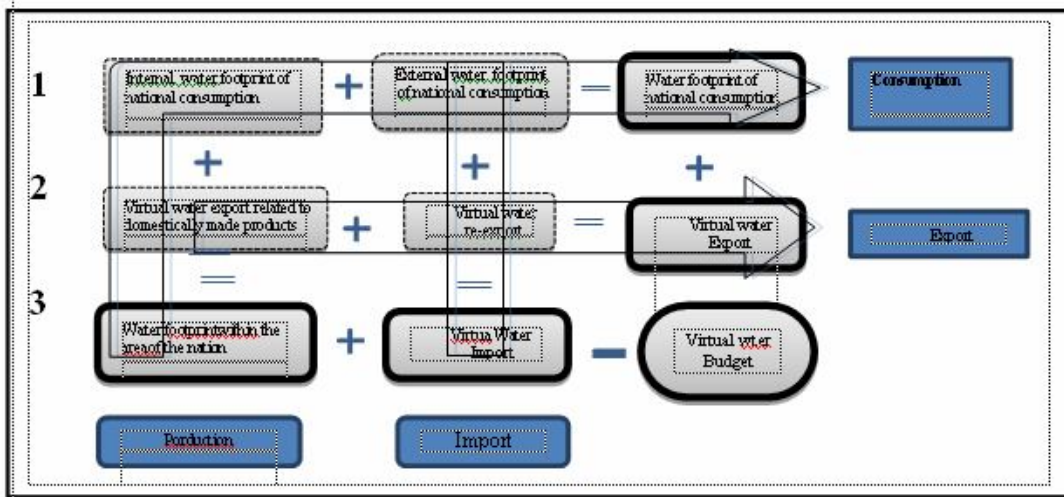 1
Internal water footprint of
national consumption
+
External water footprint
of national consumption
=
Water footprint of
national consumption
Consumption
+
+
+
2
Virtual water export related to
domestically made products
+
Virtual water
re-export
=
Virtual water
Export
Export
=
=
3
Water footprint within the
area of the nation
+
Virtua Water
Import
−
Virtual wter
Budget
Porduction
Import